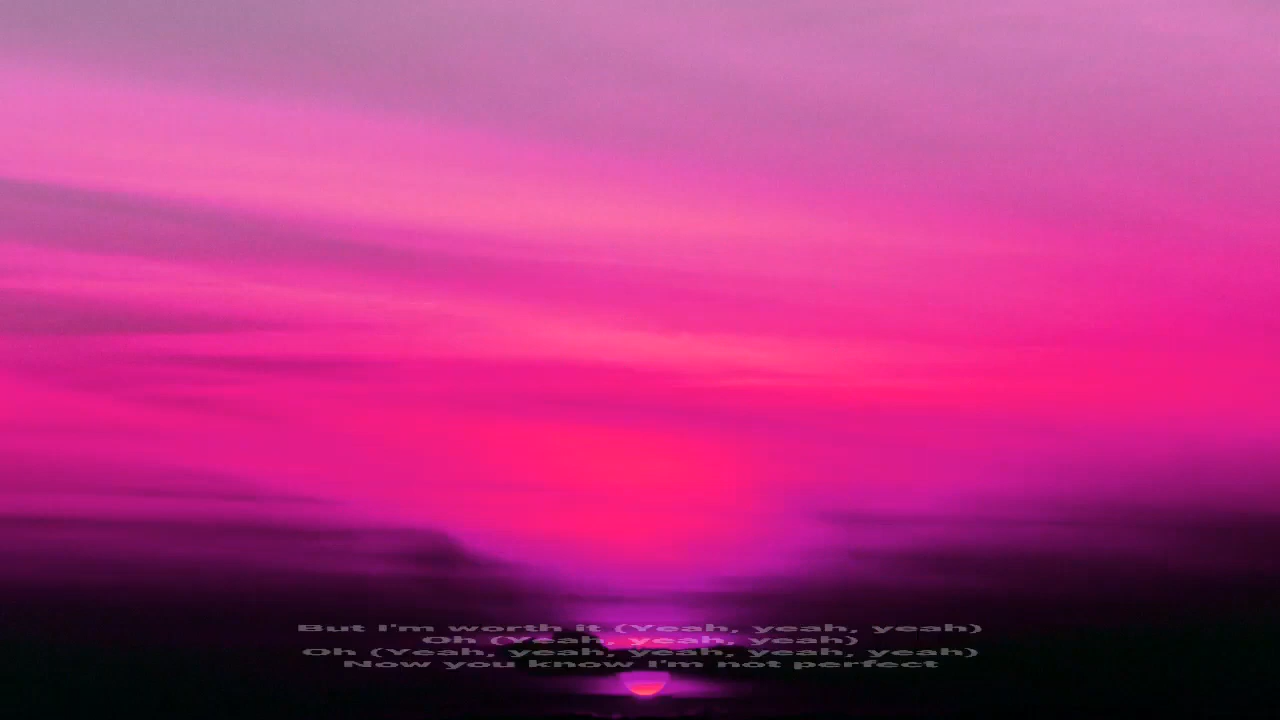 But I'm worth it (Yeah, yeah, yeah)
Oh (Yeah, yeah, yeah)
Oh (Yeah, yeah, yeah, yeah, yeah)
Now you know I'm not perfect